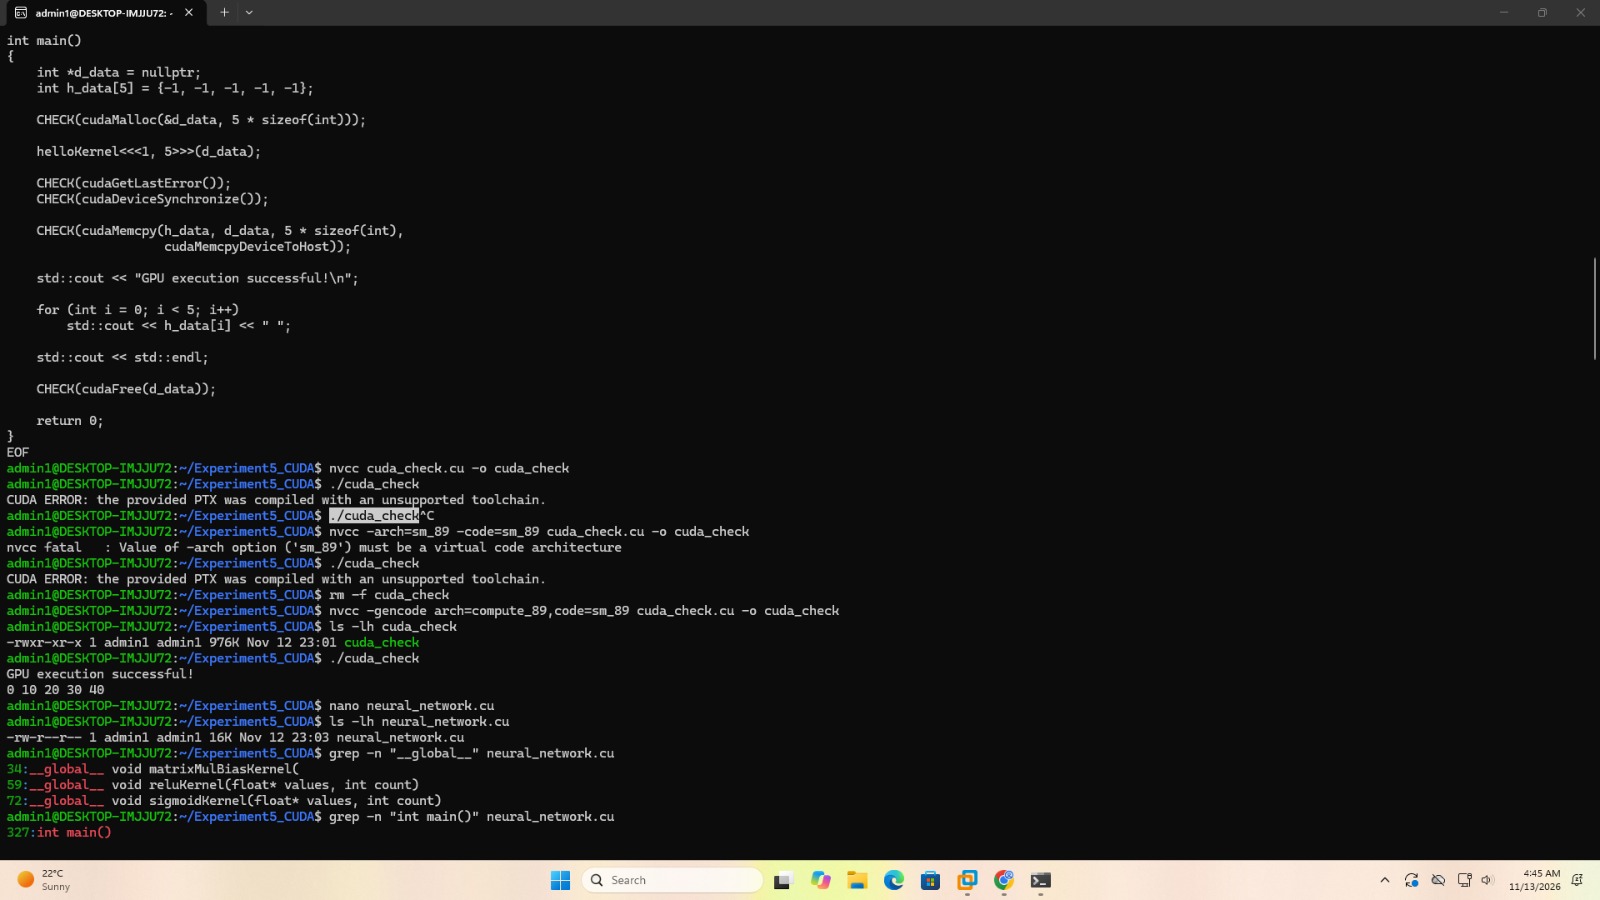 admin1@DESKTOP-IMJJU72: -
int main()
{
    int *d_data = nullptr;
    int h_data[5] = {-1, -1, -1, -1, -1};
    CHECK(cudaMalloc(&d_data, 5 * sizeof(int)));
    helloKernel<<<1, 5>>>(d_data);
    CHECK(cudaGetLastError());
    CHECK(cudaDeviceSynchronize());
    CHECK(cudaMemcpy(h_data, d_data, 5 * sizeof(int),
                     cudaMemcpyDeviceToHost));
    std::cout << "GPU execution successful!\n";
    for (int i = 0; i < 5; i++)
        std::cout << h_data[i] << " ";
    std::cout << std::endl;
    CHECK(cudaFree(d_data));
    return 0;
}
EOF
admin1@DESKTOP-IMJJU72:~/Experiment5_CUDA$ nvcc cuda_check.cu -o cuda_check
admin1@DESKTOP-IMJJU72:~/Experiment5_CUDA$ ./cuda_check
CUDA ERROR: the provided PTX was compiled with an unsupported toolchain.
admin1@DESKTOP-IMJJU72:~/Experiment5_CUDA$ ./cuda_check^C
admin1@DESKTOP-IMJJU72:~/Experiment5_CUDA$ nvcc -arch=sm_89 -code=sm_89 cuda_check.cu -o cuda_check
nvcc fatal   : Value of -arch option ('sm_89') must be a virtual code architecture
admin1@DESKTOP-IMJJU72:~/Experiment5_CUDA$ ./cuda_check
CUDA ERROR: the provided PTX was compiled with an unsupported toolchain.
admin1@DESKTOP-IMJJU72:~/Experiment5_CUDA$ rm -f cuda_check
admin1@DESKTOP-IMJJU72:~/Experiment5_CUDA$ nvcc -gencode arch=compute_89,code=sm_89 cuda_check.cu -o cuda_check
admin1@DESKTOP-IMJJU72:~/Experiment5_CUDA$ ls -lh cuda_check
-rwxr-xr-x 1 admin1 admin1 976K Nov 12 23:01 cuda_check
admin1@DESKTOP-IMJJU72:~/Experiment5_CUDA$ ./cuda_check
GPU execution successful!
0 10 20 30 40
admin1@DESKTOP-IMJJU72:~/Experiment5_CUDA$ nano neural_network.cu
admin1@DESKTOP-IMJJU72:~/Experiment5_CUDA$ ls -lh neural_network.cu
-rw-r--r-- 1 admin1 admin1 16K Nov 12 23:03 neural_network.cu
admin1@DESKTOP-IMJJU72:~/Experiment5_CUDA$ grep -n "__global__" neural_network.cu
34:__global__ void matrixMulBiasKernel(
59:__global__ void reluKernel(float* values, int count)
72:__global__ void sigmoidKernel(float* values, int count)
admin1@DESKTOP-IMJJU72:~/Experiment5_CUDA$ grep -n "int main()" neural_network.cu
327:int main()
22°C
Sunny
Search
4:45 AM
11/13/2026